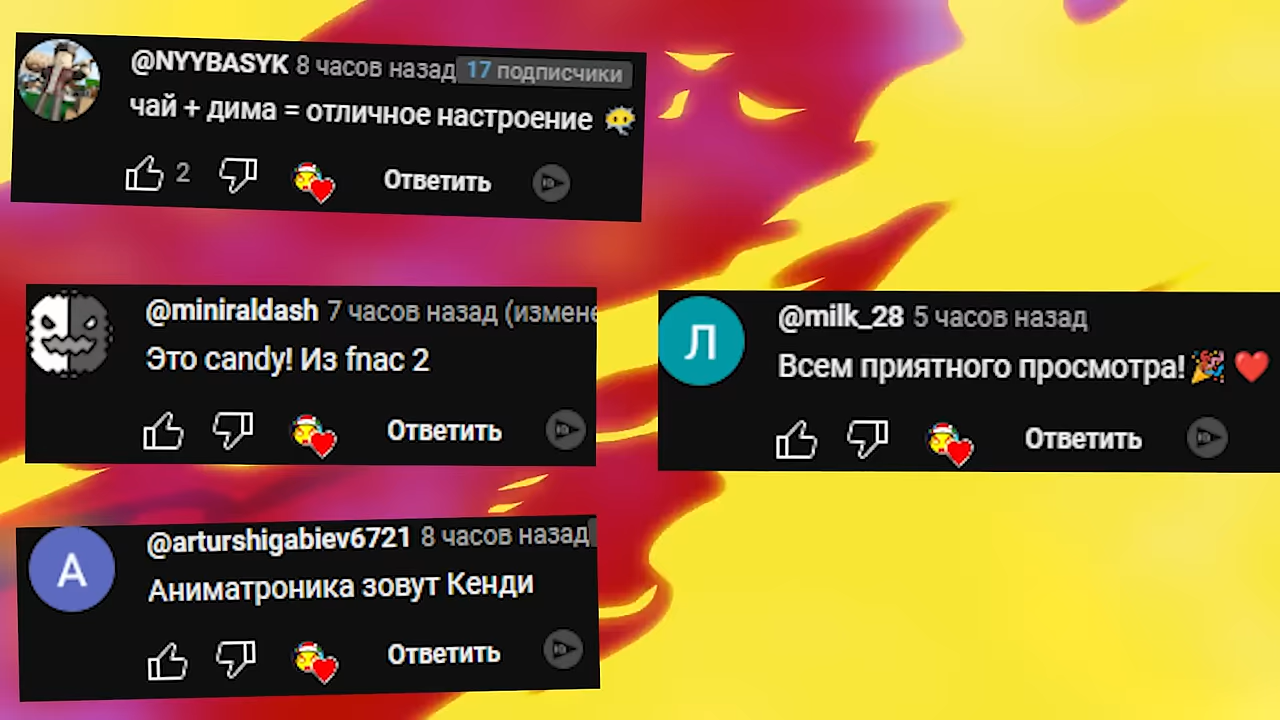 @NYYBASYK 8 часов назад 17 подписчики
чай + дима = отличное настроение
2 Ответить
@miniraldash 7 часов назад (измене
Это candy! Из fnac 2
Ответить
@milk_28 5 часов назад
Л
Всем приятного просмотра!🎉❤️
Ответить
@arturshigabiev6721 8 часов назад
А
Аниматроника зовут Кенди
Ответить